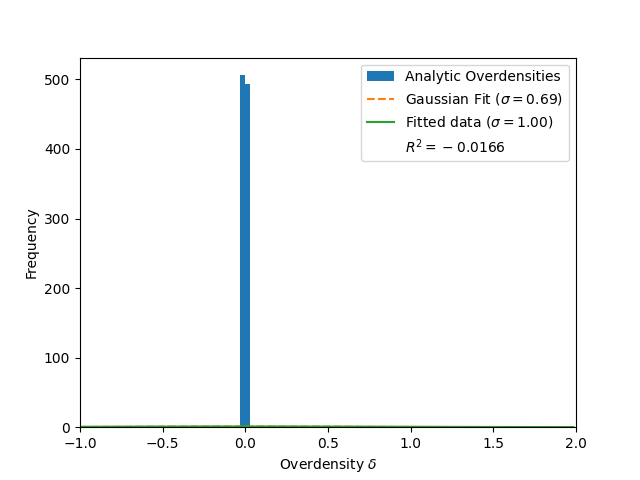 500
400
300
200
100
0
Frequency
−1.0 −0.5 0.0 0.5 1.0 1.5 2.0
Overdensity δ
Analytic Overdensities
Gaussian Fit (σ = 0.69)
Fitted data (σ = 1.00)
R² = −0.0166